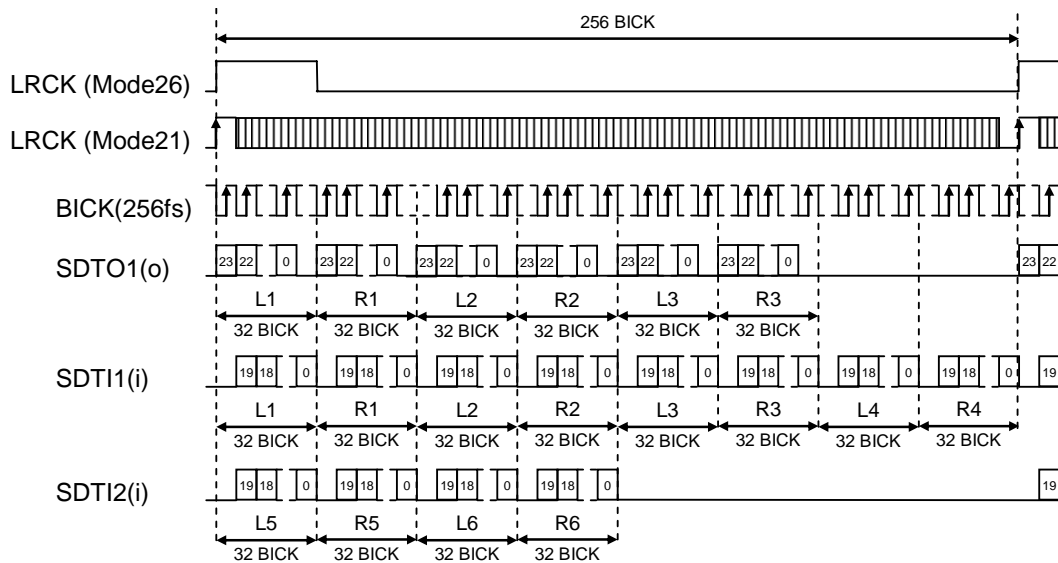 256 BICK
LRCK (Mode26)
LRCK (Mode21)
BICK(256fs)
SDTO1(o)
23 22 0 23 22 0 23 22 0 23 22 0 23 22 0 23 22 0 23 22
L1 R1 L2 R2 L3 R3
32 BICK 32 BICK 32 BICK 32 BICK 32 BICK 32 BICK
SDTI1(i)
19 18 0 19 18 0 19 18 0 19 18 0 19 18 0 19 18 0 19 18 0 19 18 0 19
L1 R1 L2 R2 L3 R3 L4 R4
32 BICK 32 BICK 32 BICK 32 BICK 32 BICK 32 BICK 32 BICK 32 BICK
SDTI2(i)
19 18 0 19 18 0 19 18 0 19 18 0 19
L5 R5 L6 R6
32 BICK 32 BICK 32 BICK 32 BICK